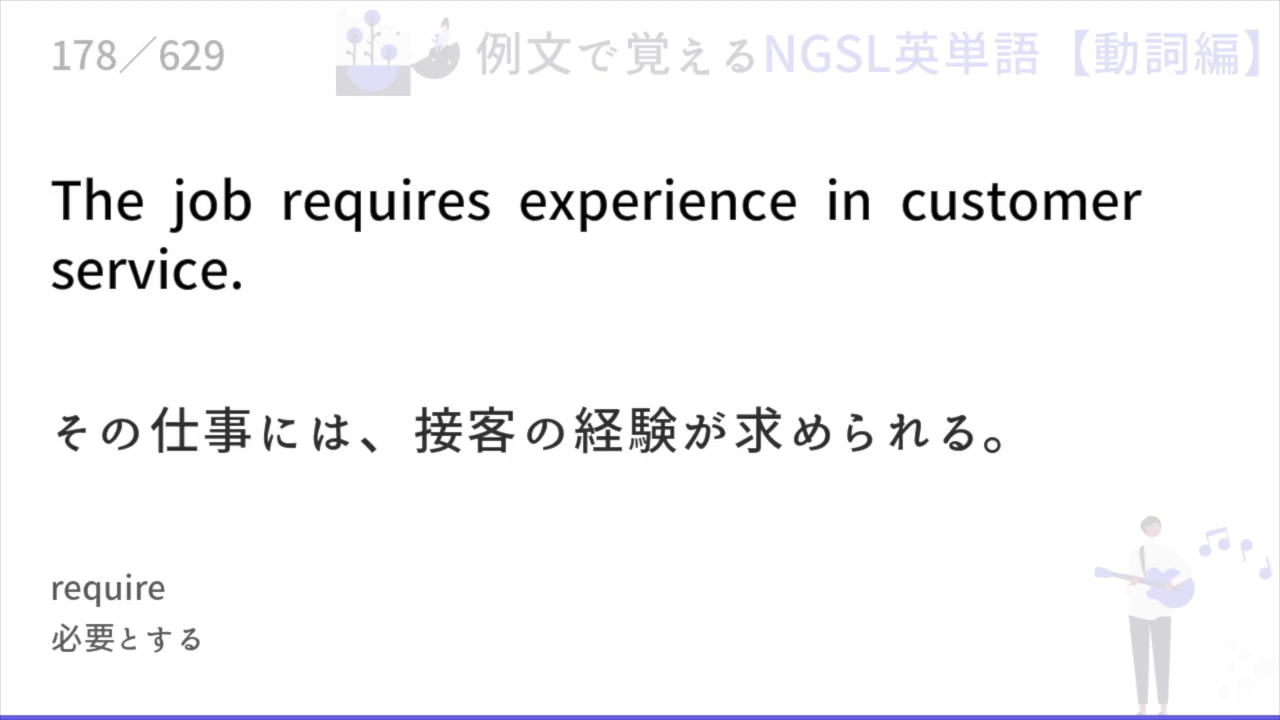 178／629
例文で覚えるNGSL英単語【動詞編】
The job requires experience in customer
service.
その仕事には、接客の経験が求められる。
require
必要とする